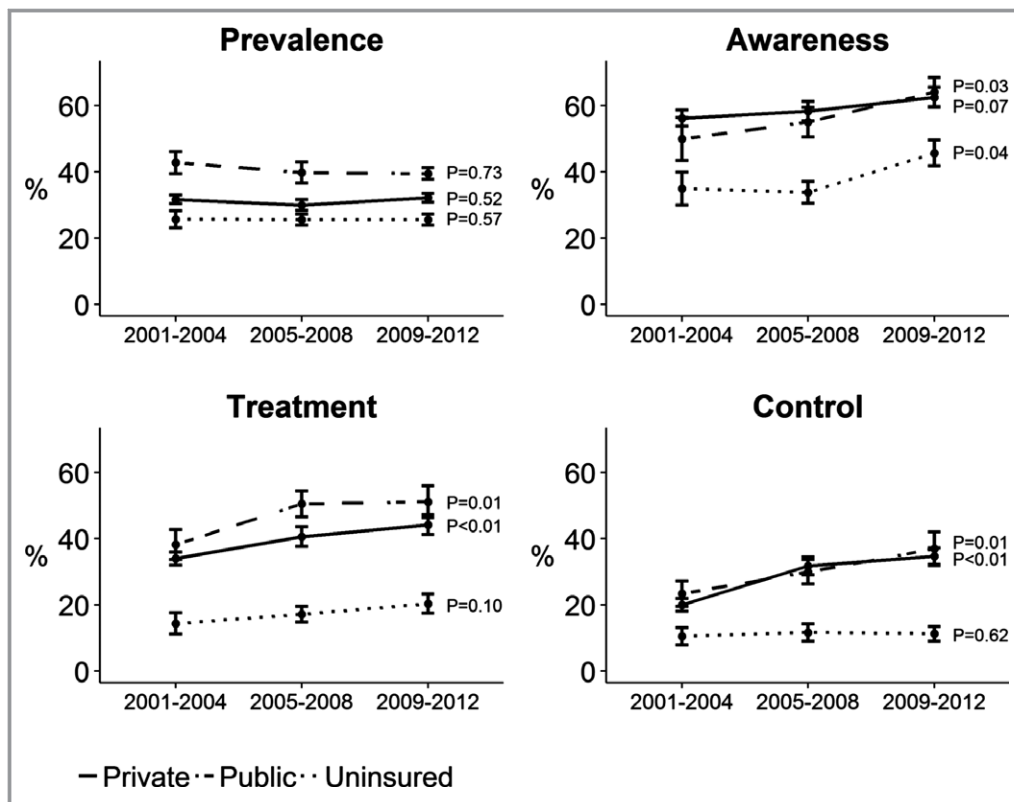 Prevalence
60
40
20
0
%
P=0.73
P=0.52
P=0.57
2001-2004 2005-2008 2009-2012
Awareness
60
40
20
0
%
P=0.03
P=0.07
P=0.04
2001-2004 2005-2008 2009-2012
Treatment
60
40
20
0
%
P=0.01
P<0.01
P=0.10
2001-2004 2005-2008 2009-2012
Control
60
40
20
0
%
P=0.01
P<0.01
P=0.62
2001-2004 2005-2008 2009-2012
Private Public Uninsured